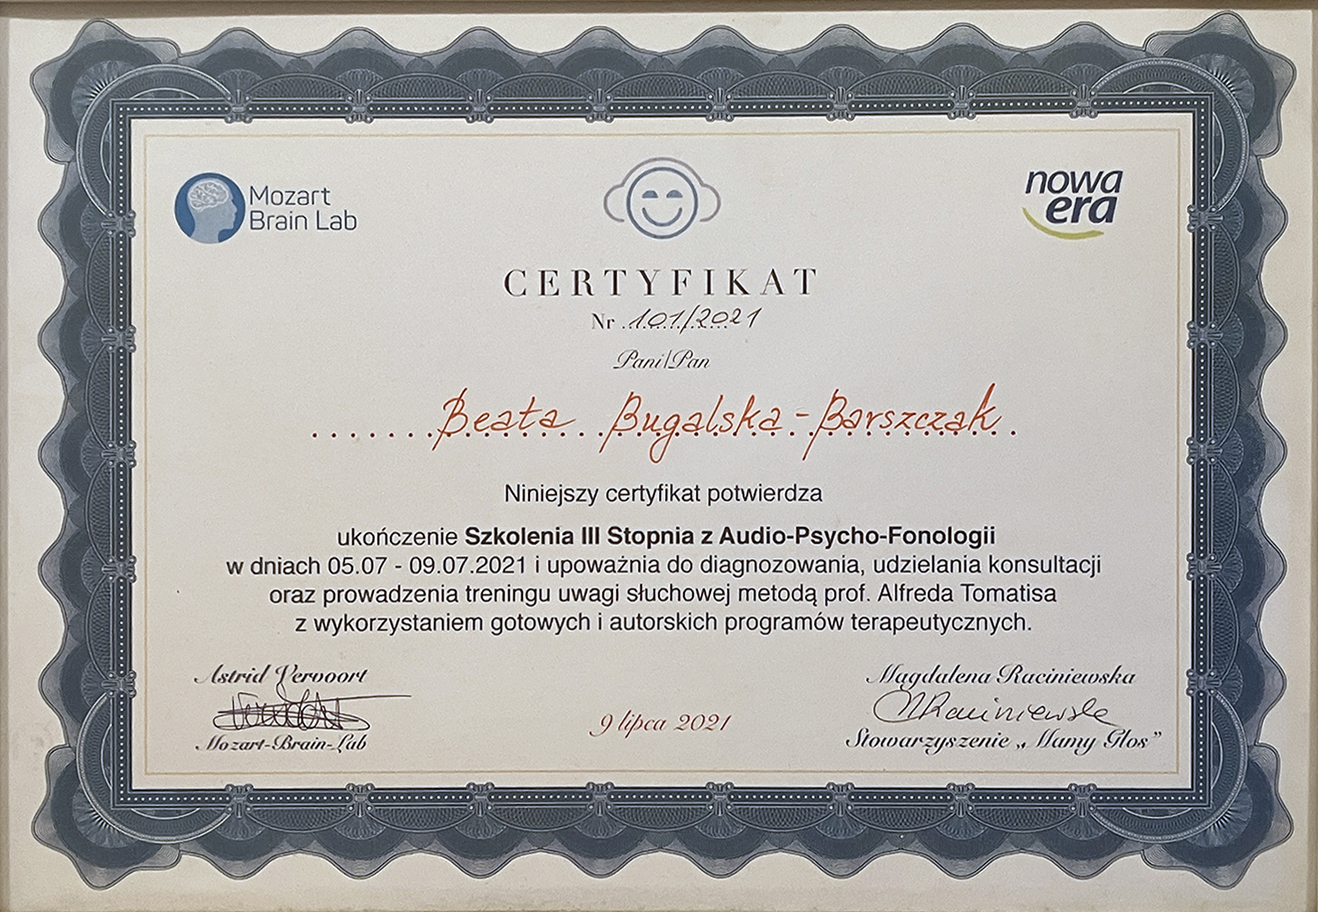 Mozart
Brain Lab
nowa
era
CERTYFIKAT
Nr 101/2021
Pani/Pan
Beata Bugalska-Barszczak
Niniejszy certyfikat potwierdza
ukończenie Szkolenia III Stopnia z Audio-Psycho-Fonologii
w dniach 05.07 - 09.07.2021 i upoważnia do diagnozowania, udzielania konsultacji
oraz prowadzenia treningu uwagi słuchowej metodą prof. Alfreda Tomatisa
z wykorzystaniem gotowych i autorskich programów terapeutycznych.
Astrid Vervoort
Mozart-Brain-Lab
9 lipca 2021
Magdalena Raciniewska
MRaciniewska
Stowarzyszenie „Mamy Głos”